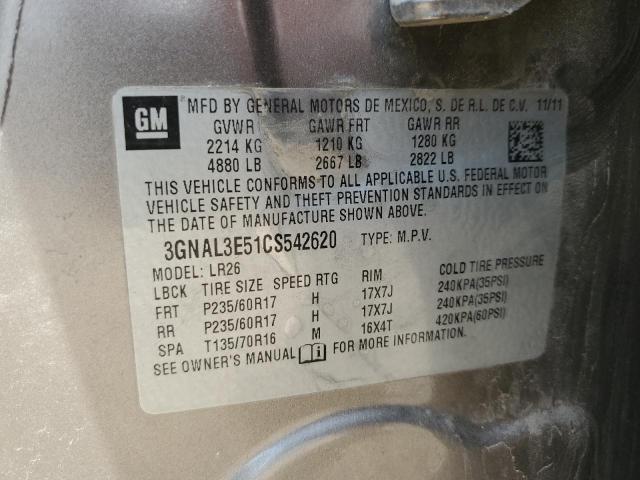 GM
MFD BY GENERAL MOTORS DE MEXICO, S. DE R.L. DE C.V. 11/11
GVWR GAWR FRT GAWR RR
2214 KG 1210 KG 1280 KG
4880 LB 2667 LB 2822 LB
THIS VEHICLE CONFORMS TO ALL APPLICABLE U.S. FEDERAL MOTOR
VEHICLE SAFETY AND THEFT PREVENTION STANDARDS IN EFFECT ON
THE DATE OF MANUFACTURE SHOWN ABOVE.
3GNAL3E51CS542620 TYPE: M.P.V.
MODEL: LR26
LBCK TIRE SIZE SPEED RTG RIM COLD TIRE PRESSURE
FRT P235/60R17 H 17X7J 240KPA(35PSI)
RR P235/60R17 H 17X7J 240KPA(35PSI)
SPA T135/70R16 M 16X4T 420KPA(60PSI)
SEE OWNER'S MANUAL FOR MORE INFORMATION.